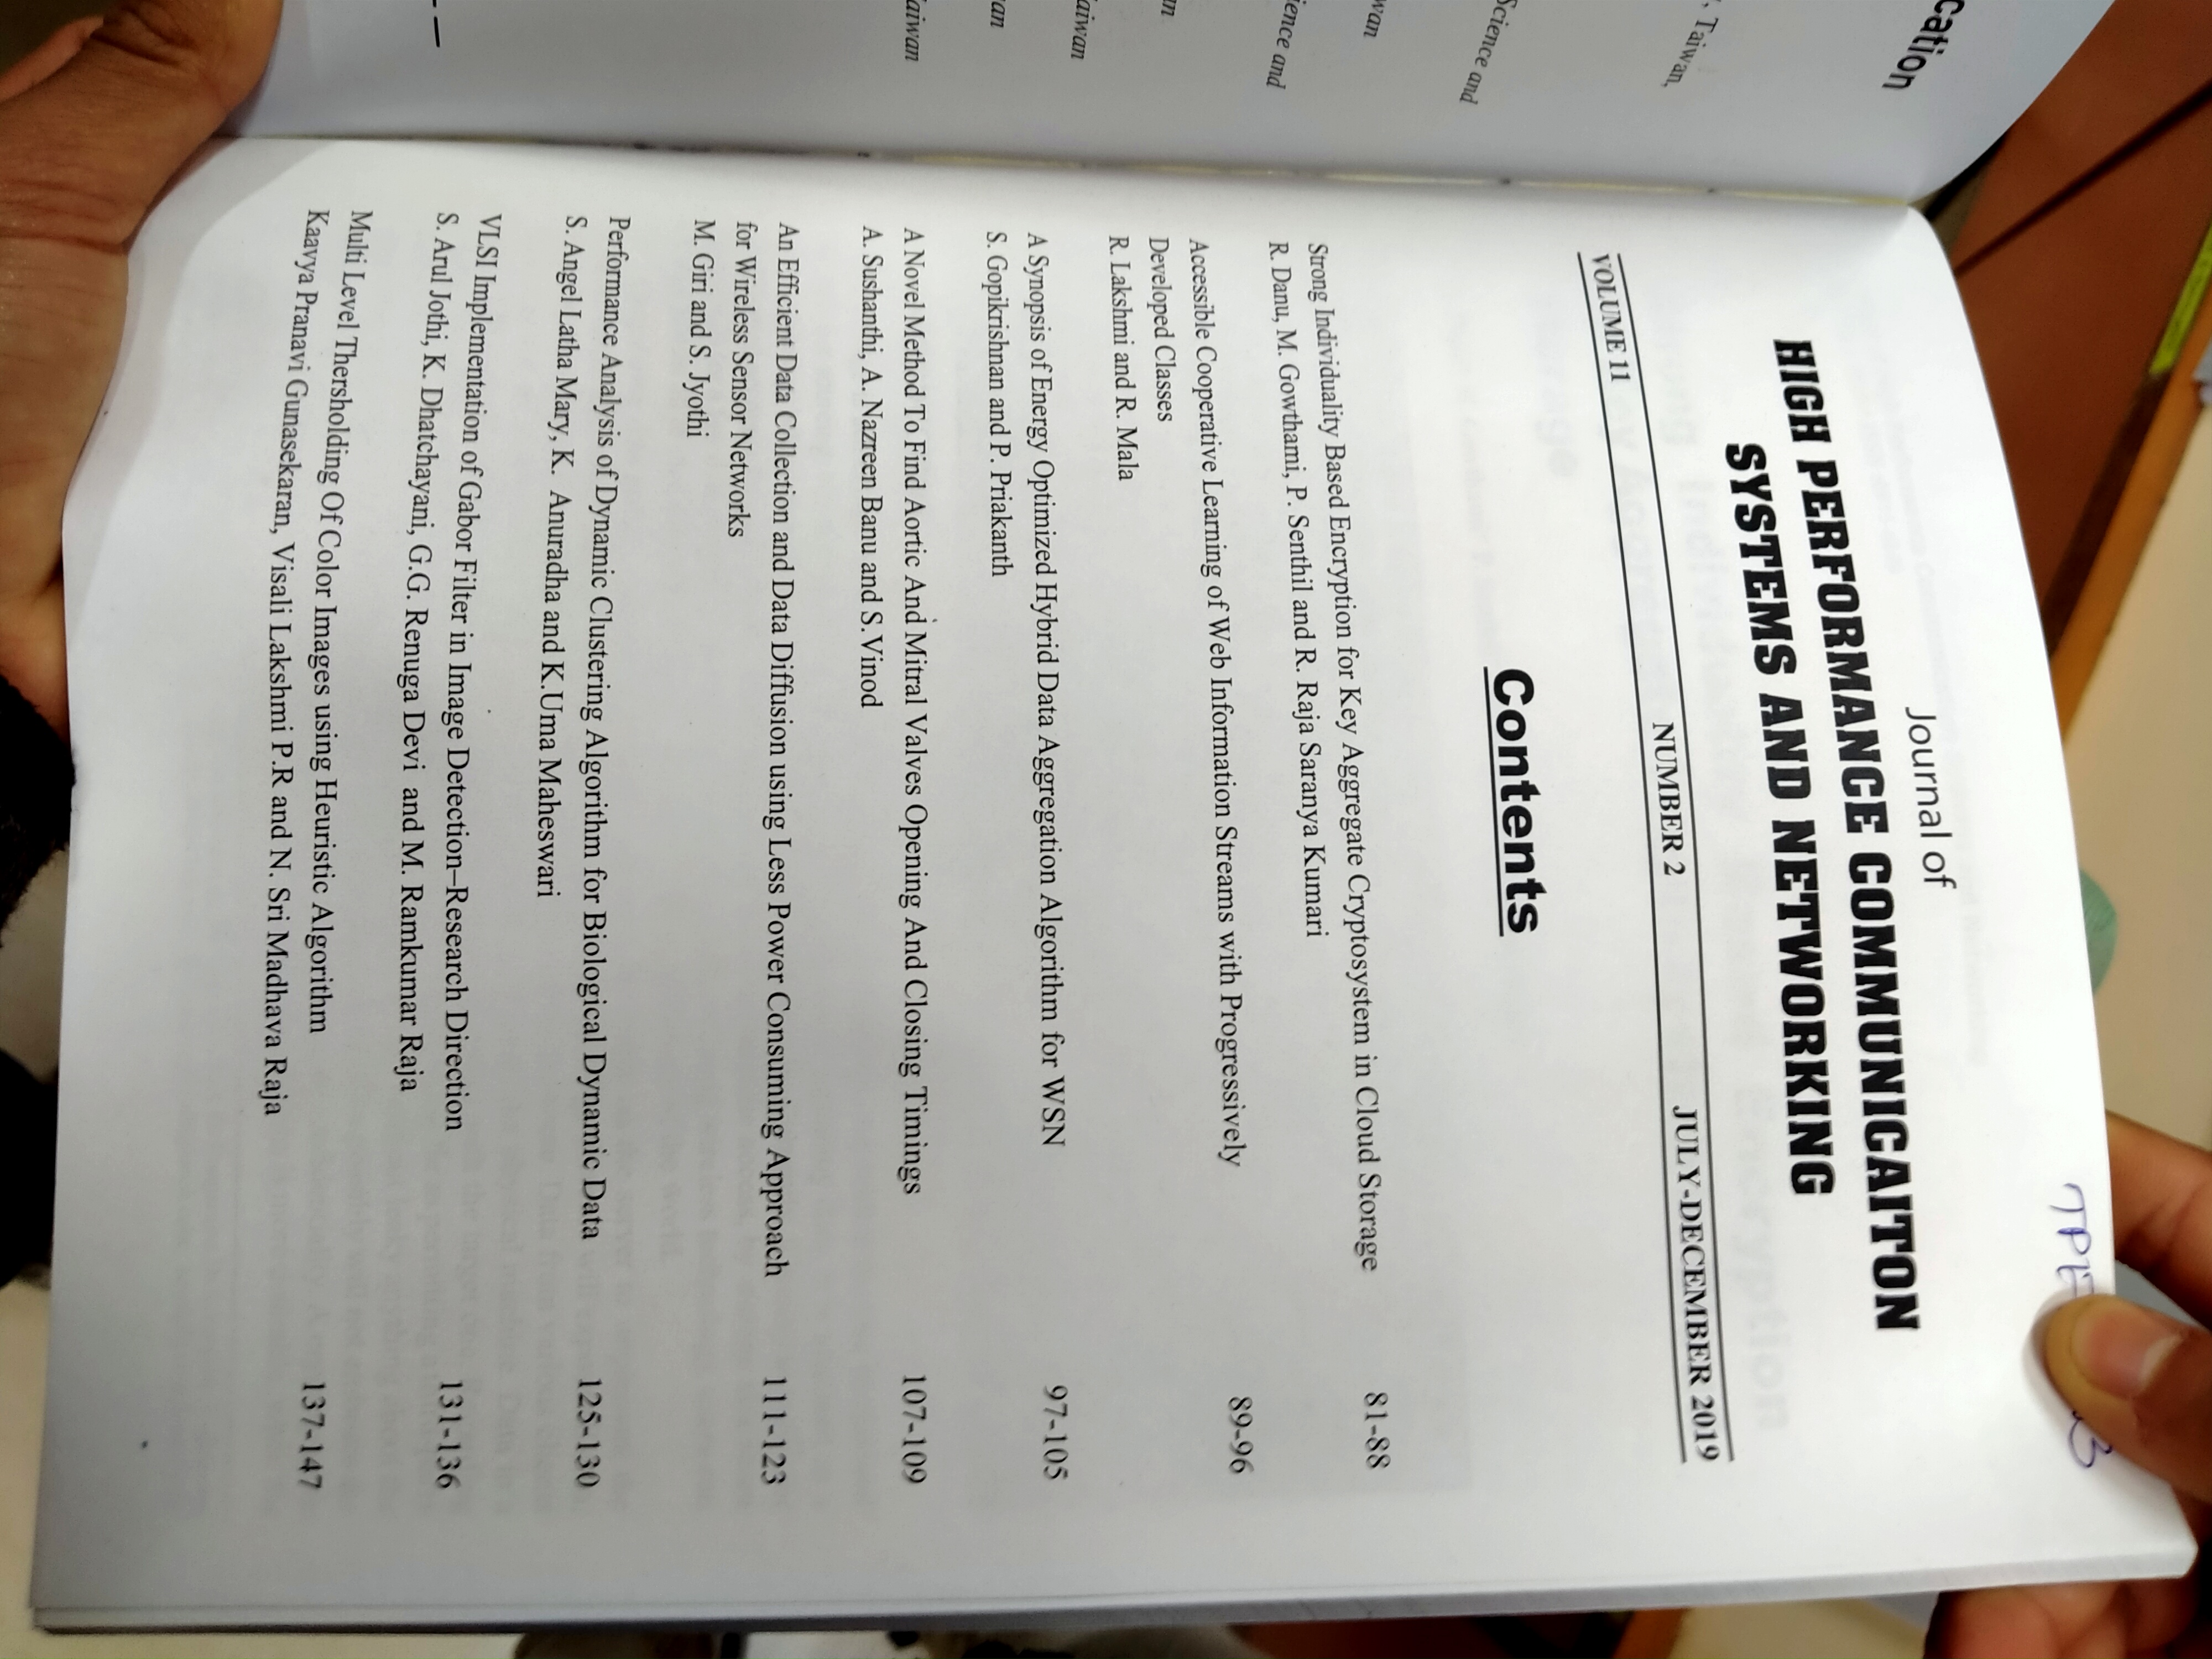 cation
, Taiwan,
Science and
wan
ience and
an
aiwan
an
aiwan
TPE
Journal of
HIGH PERFORMANCE COMMUNICAITON
SYSTEMS AND NETWORKING
VOLUME 11 NUMBER 2 JULY-DECEMBER 2019
Contents
Strong Individuality Based Encryption for Key Aggregate Cryptosystem in Cloud Storage 81-88
R. Danu, M. Gowthami, P. Senthil and R. Raja Saranya Kumari
Accessible Cooperative Learning of Web Information Streams with Progressively 89-96
Developed Classes
R. Lakshmi and R. Mala
A Synopsis of Energy Optimized Hybrid Data Aggregation Algorithm for WSN 97-105
S. Gopikrishnan and P. Priakanth
A Novel Method To Find Aortic And Mitral Valves Opening And Closing Timings 107-109
A. Sushanthi, A. Nazreen Banu and S.Vinod
An Efficient Data Collection and Data Diffusion using Less Power Consuming Approach 111-123
for Wireless Sensor Networks
M. Giri and S. Jyothi
Performance Analysis of Dynamic Clustering Algorithm for Biological Dynamic Data 125-130
S. Angel Latha Mary, K. Anuradha and K.Uma Maheswari
VLSI Implementation of Gabor Filter in Image Detection–Research Direction 131-136
S. Arul Jothi, K. Dhatchayani, G.G. Renuga Devi and M. Ramkumar Raja
Multi Level Thersholding Of Color Images using Heuristic Algorithm 137-147
Kaavya Pranavi Gunasekaran, Visali Lakshmi P.R and N. Sri Madhava Raja